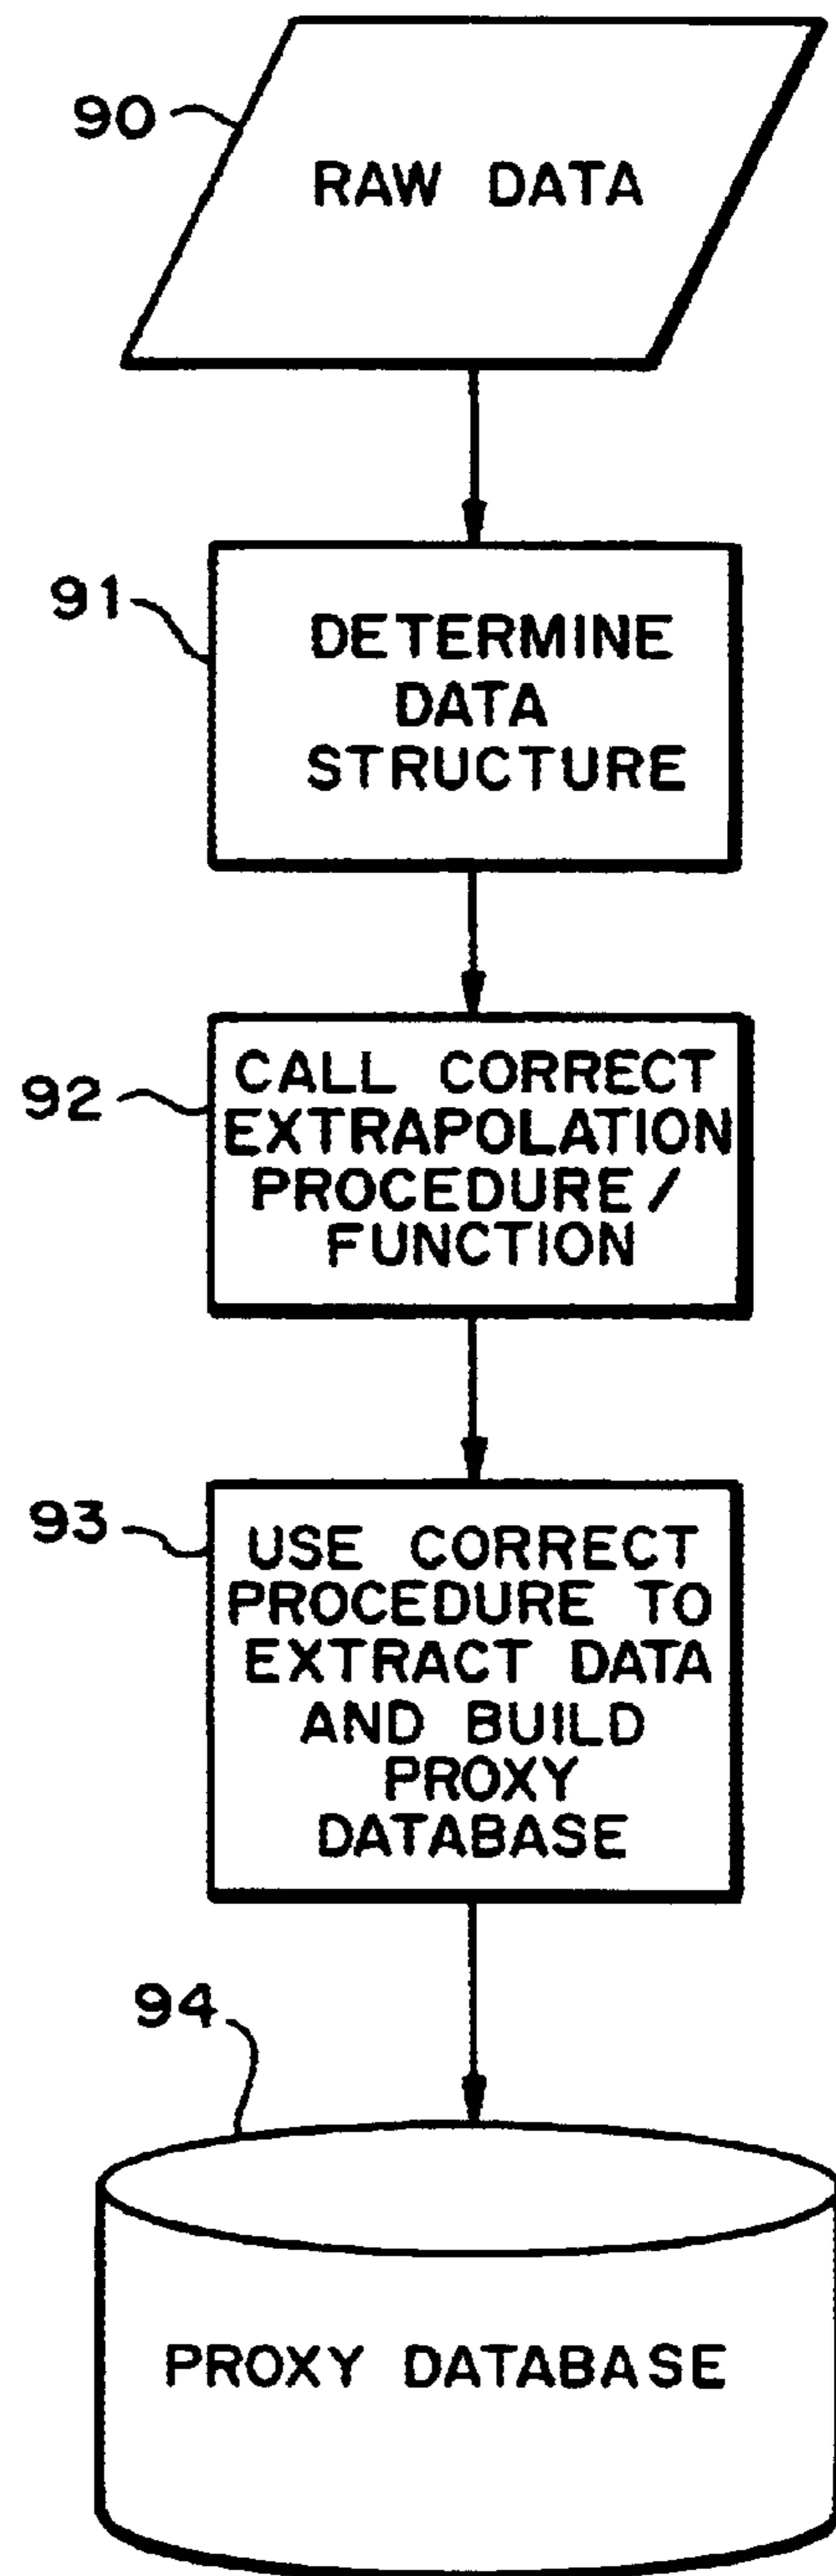 90
RAW DATA
91
DETERMINE
DATA
STRUCTURE
92
CALL CORRECT
EXTRAPOLATION
PROCEDURE/
FUNCTION
93
USE CORRECT
PROCEDURE TO
EXTRACT DATA
AND BUILD
PROXY
DATABASE
94
PROXY DATABASE